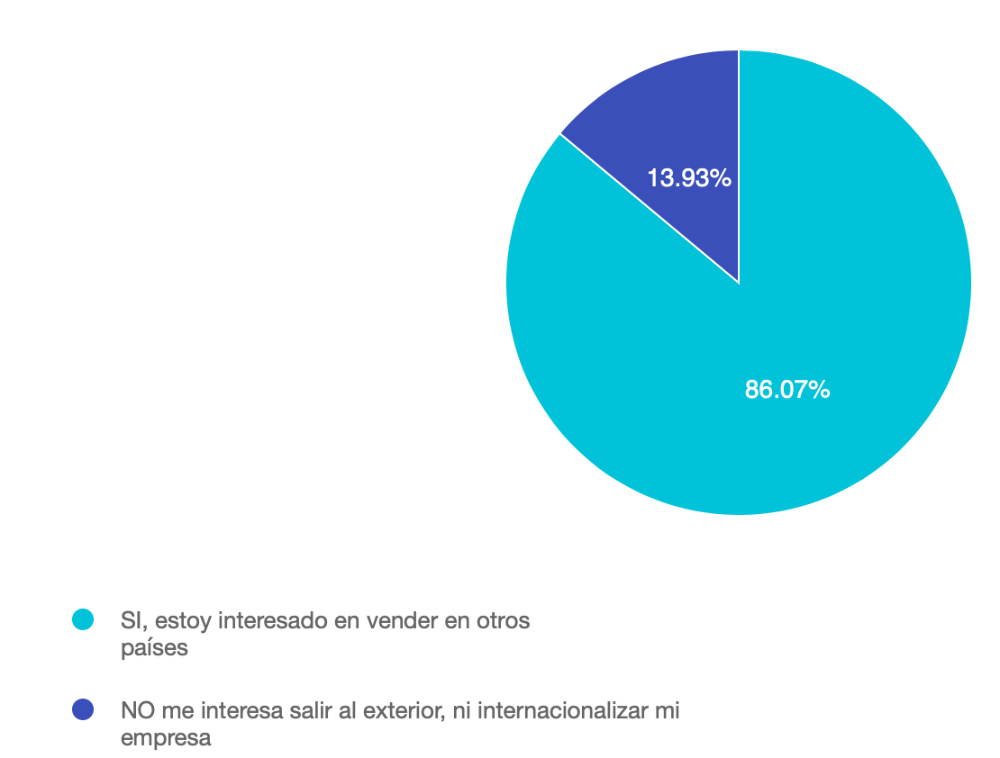 13.93%
86.07%
SI, estoy interesado en vender en otros
países
NO me interesa salir al exterior, ni internacionalizar mi
empresa